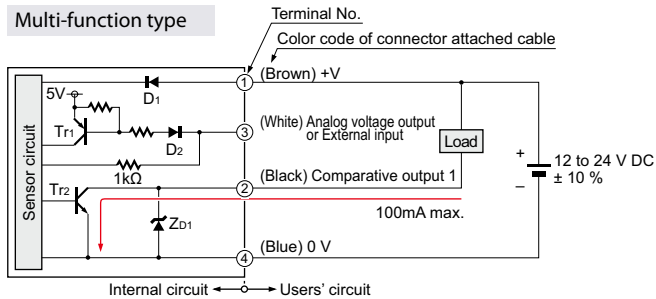 Multi-function type
Terminal No.
Color code of connector attached cable
Sensor circuit
5V
D1
Tr1
D2
1kΩ
Tr2
ZD1
1
(Brown) +V
3
(White) Analog voltage output
or External input
2
(Black) Comparative output 1
100mA max.
4
(Blue) 0 V
Load
+
–
12 to 24 V DC
± 10 %
Internal circuit
Users' circuit